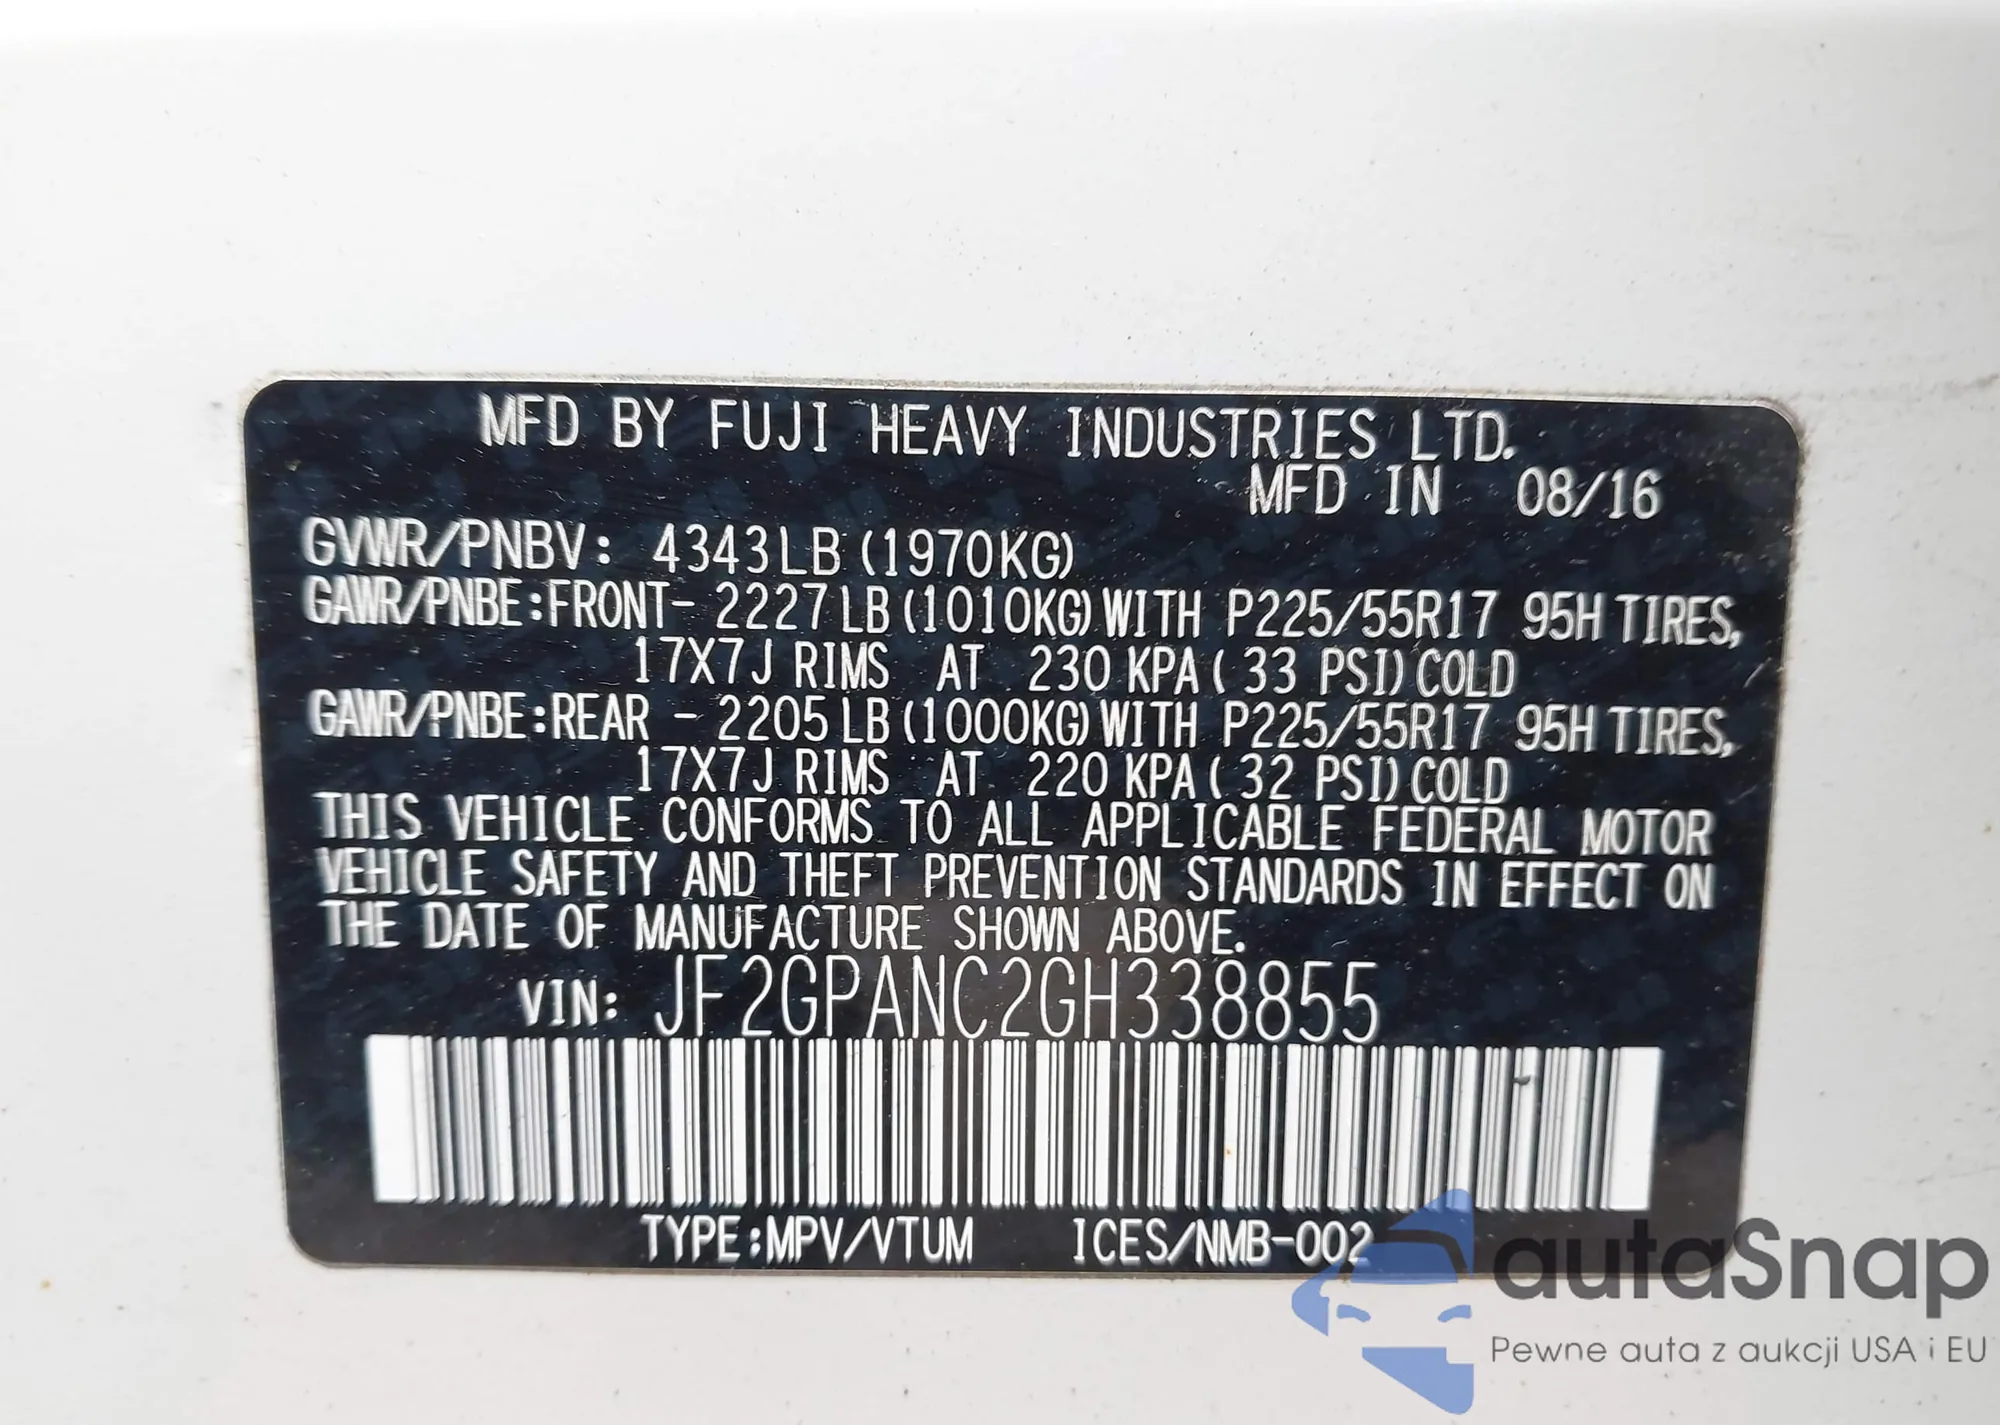 MFD BY FUJI HEAVY INDUSTRIES LTD.
MFD IN 08/16
GVWR/PNBV: 4343LB (1970KG)
GAWR/PNBE:FRONT- 2227LB (1010KG) WITH P225/55R17 95H TIRES,
17X7J RIMS AT 230 KPA ( 33 PSI) COLD
GAWR/PNBE:REAR - 2205LB (1000KG) WITH P225/55R17 95H TIRES,
17X7J RIMS AT 220 KPA ( 32 PSI) COLD
THIS VEHICLE CONFORMS TO ALL APPLICABLE FEDERAL MOTOR
VEHICLE SAFETY AND THEFT PREVENTION STANDARDS IN EFFECT ON
THE DATE OF MANUFACTURE SHOWN ABOVE.
VIN: JF2GPANC2GH338855
TYPE:MPV/VTUM ICES/NMB-002
autaSnap
Pewne auta z aukcji USA i EU